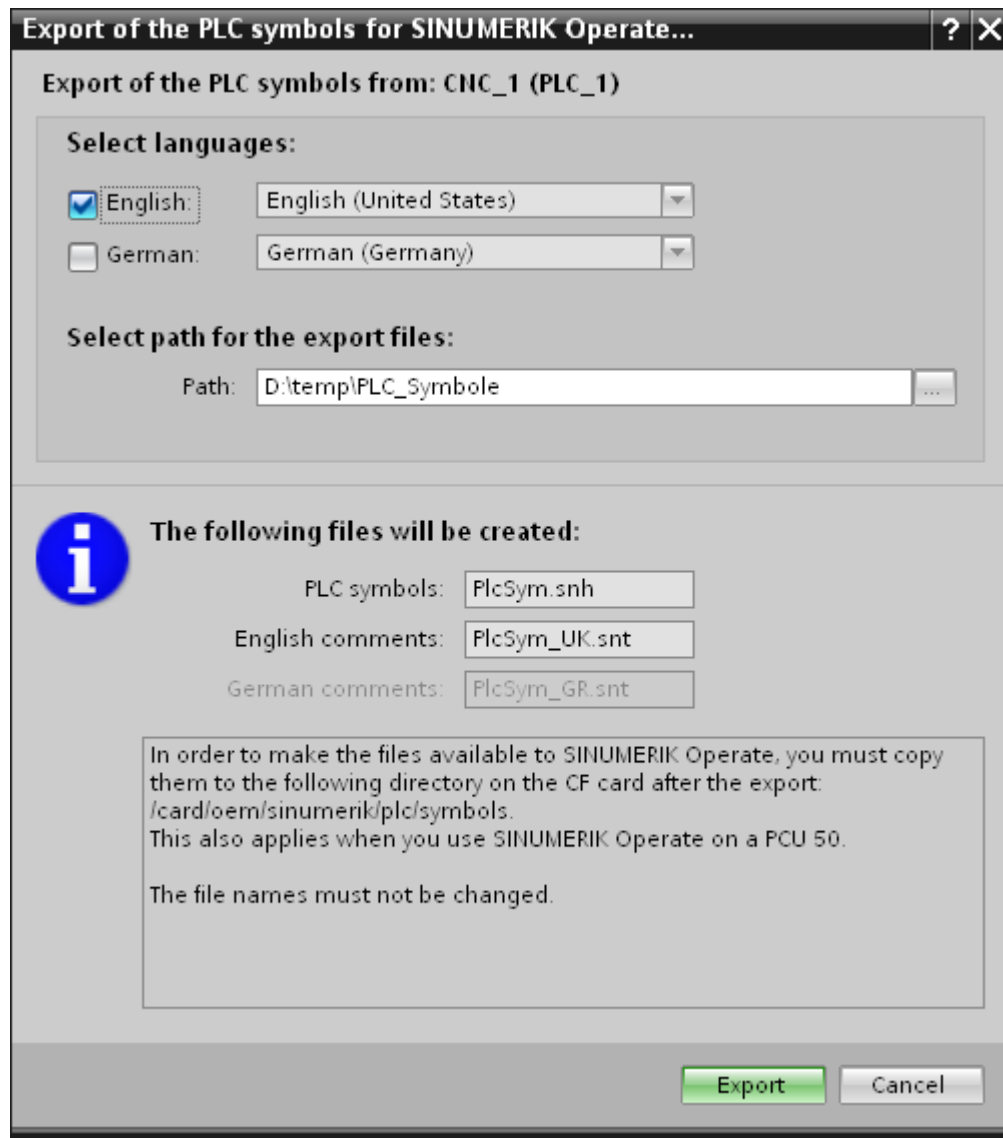 Export of the PLC symbols for SINUMERIK Operate... ? X
Export of the PLC symbols from: CNC_1 (PLC_1)
Select languages:
English: English (United States)
German: German (Germany)
Select path for the export files:
Path: D:\temp\PLC_Symbole ...
i The following files will be created:
PLC symbols: PlcSym.snh
English comments: PlcSym_UK.snt
German comments: PlcSym_GR.snt
In order to make the files available to SINUMERIK Operate, you must copy
them to the following directory on the CF card after the export:
/card/oem/sinumerik/plc/symbols.
This also applies when you use SINUMERIK Operate on a PCU 50.
The file names must not be changed.
Export Cancel